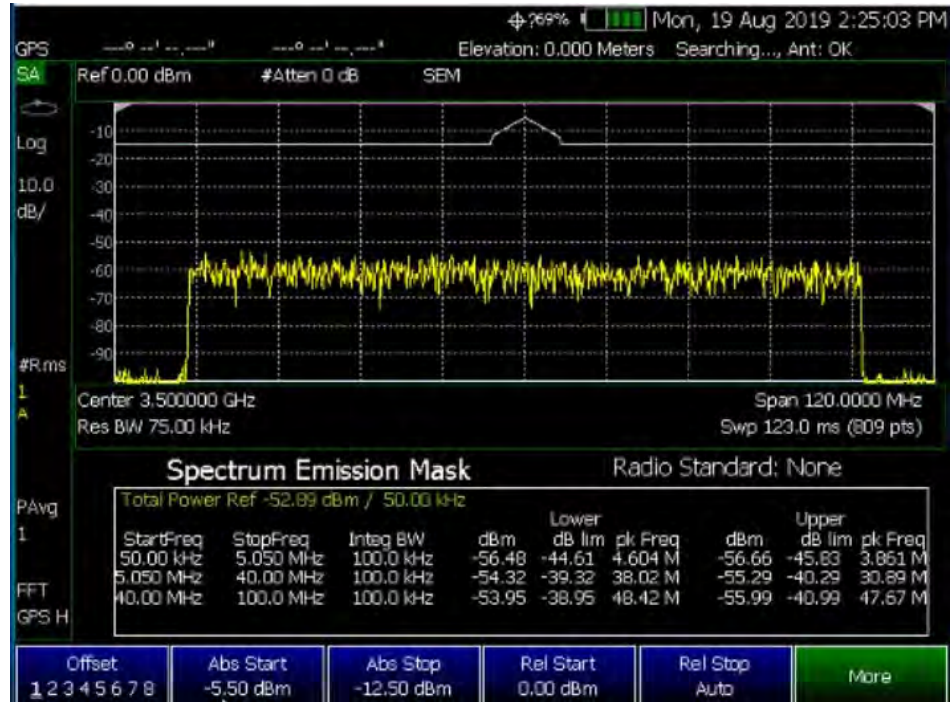 ?69% Mon, 19 Aug 2019 2:25:03 PM
GPS Elevation: 0.000 Meters Searching..., Ant: OK
SA Ref 0.00 dBm #Atten 0 dB SEM
Log
10.0
dB/
-10
-20
-30
-40
-50
-60
-70
-80
-90
#Rms
1
A
Center 3.500000 GHz Span 120.0000 MHz
Res BW 75.00 kHz Swp 123.0 ms (809 pts)
Spectrum Emission Mask Radio Standard: None
PAvg
1
FFT
GPS H
Total Power Ref -52.89 dBm / 50.00 kHz
Lower Upper
StartFreq StopFreq Integ BW dBm dB lim pk Freq dBm dB lim pk Freq
50.00 kHz 5.050 MHz 100.0 kHz -56.48 -44.61 4.604 M -56.66 -45.83 3.861 M
5.050 MHz 40.00 MHz 100.0 kHz -54.32 -39.32 38.02 M -55.29 -40.29 30.89 M
40.00 MHz 100.0 MHz 100.0 kHz -53.95 -38.95 48.42 M -55.99 -40.99 47.67 M
Offset Abs Start Abs Stop Rel Start Rel Stop More
1 2 3 4 5 6 7 8 -5.50 dBm -12.50 dBm 0.00 dBm Auto